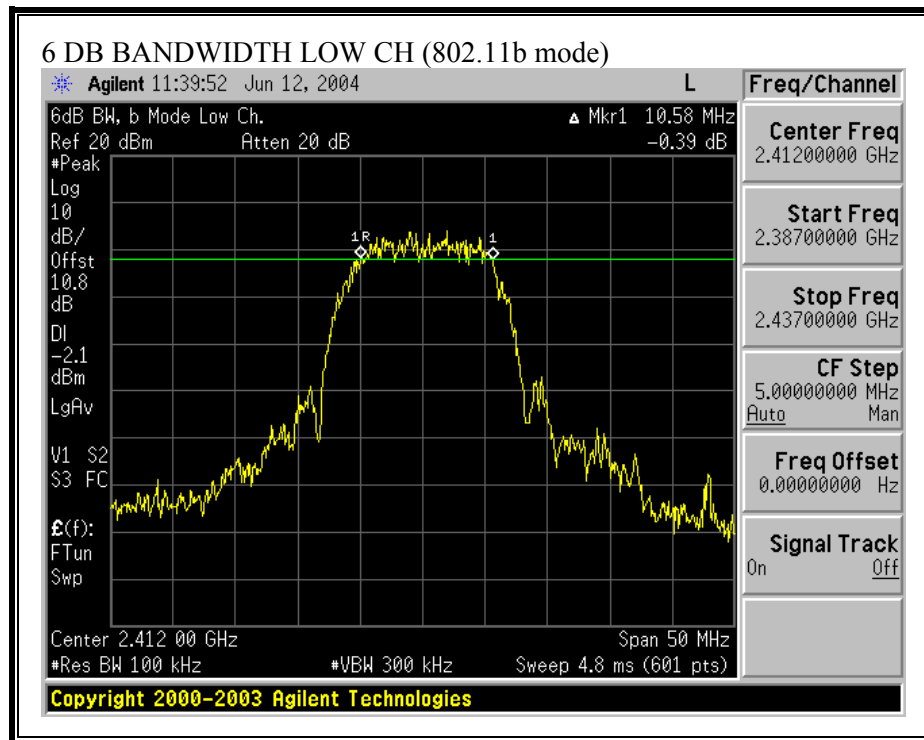 6 DB BANDWIDTH LOW CH (802.11b mode)
Agilent 11:39:52 Jun 12, 2004 L
Freq/Channel
6dB BW, b Mode Low Ch. Δ Mkr1 10.58 MHz
Ref 20 dBm Atten 20 dB -0.39 dB
#Peak
Log
10
dB/
Offst
10.8
dB
DI
-2.1
dBm
LgAv
V1 S2
S3 FC
£(f):
FTun
Swp
1R
1
Center 2.412 00 GHz Span 50 MHz
#Res BW 100 kHz #VBW 300 kHz Sweep 4.8 ms (601 pts)
Center Freq
2.41200000 GHz
Start Freq
2.38700000 GHz
Stop Freq
2.43700000 GHz
CF Step
5.00000000 MHz
Auto Man
Freq Offset
0.00000000 Hz
Signal Track
On Off
Copyright 2000-2003 Agilent Technologies